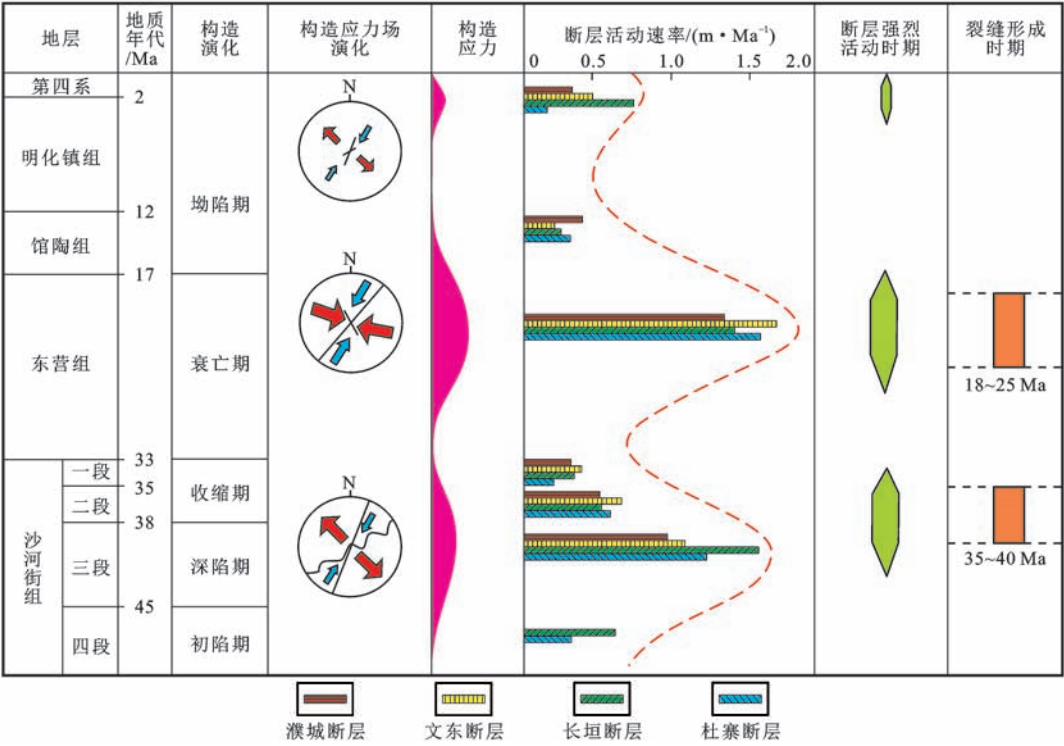 地层
地质
年代
/Ma
构造
演化
构造应力场
演化
构造
应力
断层活动速率/(m·Ma⁻¹)
0 0.5 1.0 1.5 2.0
断层强烈
活动时期
裂缝形成
时期
第四系
2
明化镇组
12
馆陶组
17
东营组
33
沙河街组
一段
35
二段
38
三段
45
四段
坳陷期
衰亡期
收缩期
深陷期
初陷期
N
N
N
18~25 Ma
35~40 Ma
濮城断层
文东断层
长垣断层
杜寨断层